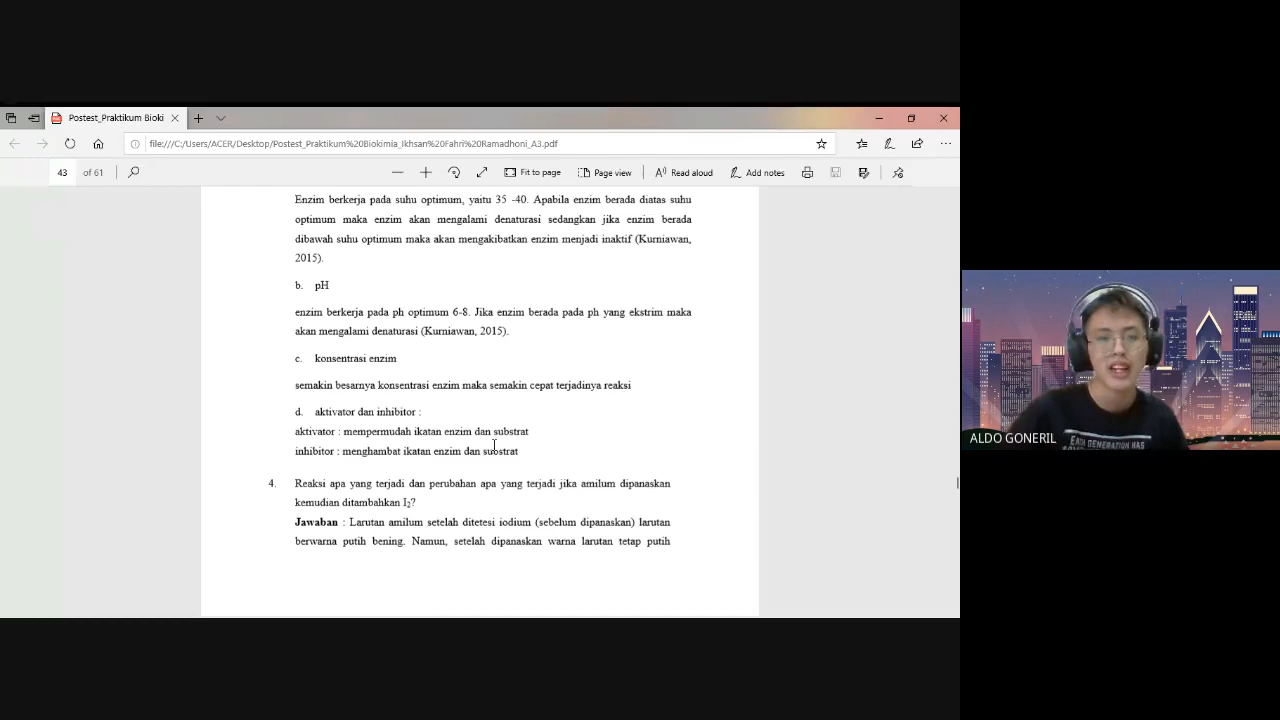 Postest_Praktikum Bioki
file:///C:/Users/ACER/Desktop/Postest_Praktikum%20Biokimia_Ikhsan%20Fahri%20Ramadhoni_A3.pdf
43 of 61
Fit to page
Page view
Read aloud
Add notes
Enzim berkerja pada suhu optimum, yaitu 35 -40. Apabila enzim berada diatas suhu
optimum maka enzim akan mengalami denaturasi sedangkan jika enzim berada
dibawah suhu optimum maka akan mengakibatkan enzim menjadi inaktif (Kurniawan,
2015).
b. pH
enzim berkerja pada ph optimum 6-8. Jika enzim berada pada ph yang ekstrim maka
akan mengalami denaturasi (Kurniawan, 2015).
c. konsentrasi enzim
semakin besarnya konsentrasi enzim maka semakin cepat terjadinya reaksi
d. aktivator dan inhibitor :
aktivator : mempermudah ikatan enzim dan substrat
inhibitor : menghambat ikatan enzim dan substrat
4. Reaksi apa yang terjadi dan perubahan apa yang terjadi jika amilum dipanaskan
kemudian ditambahkan I₂?
Jawaban : Larutan amilum setelah ditetesi iodium (sebelum dipanaskan) larutan
berwarna putih bening. Namun, setelah dipanaskan warna larutan tetap putih
ALDO GONERIL
EACH GENERATION HAS